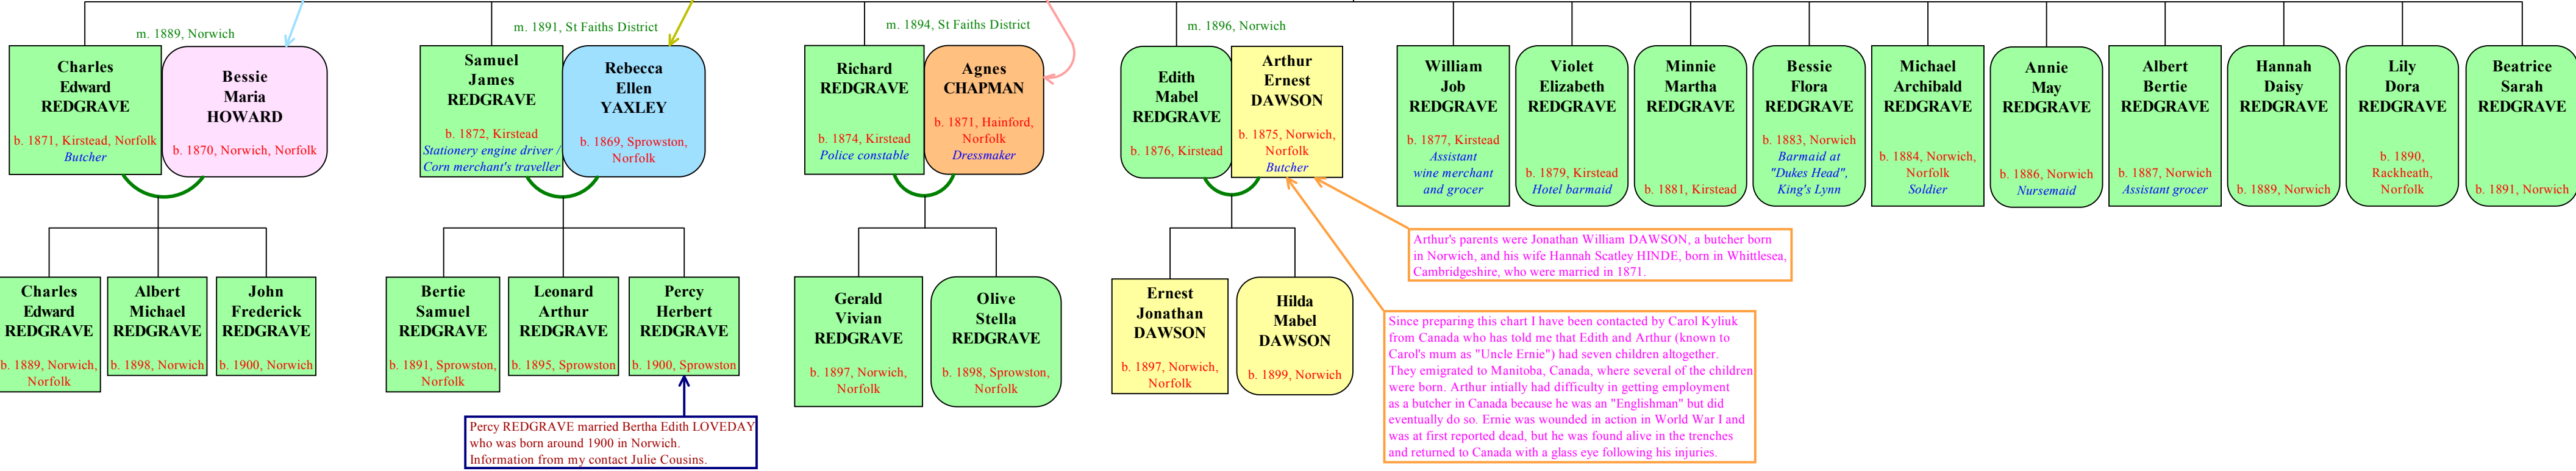 m. 1889, Norwich
Charles
Edward
REDGRAVE
b. 1871, Kirstead, Norfolk
Butcher
Bessie
Maria
HOWARD
b. 1870, Norwich, Norfolk
m. 1891, St Faiths District
Samuel
James
REDGRAVE
b. 1872, Kirstead
Stationery engine driver /
Corn merchant's traveller
Rebecca
Ellen
YAXLEY
b. 1869, Sprowston,
Norfolk
m. 1894, St Faiths District
Richard
REDGRAVE
b. 1874, Kirstead
Police constable
Agnes
CHAPMAN
b. 1871, Hainford,
Norfolk
Dressmaker
m. 1896, Norwich
Edith
Mabel
REDGRAVE
b. 1876, Kirstead
Arthur
Ernest
DAWSON
b. 1875, Norwich,
Norfolk
Butcher
William
Job
REDGRAVE
b. 1877, Kirstead
Assistant
wine merchant
and grocer
Violet
Elizabeth
REDGRAVE
b. 1879, Kirstead
Hotel barmaid
Minnie
Martha
REDGRAVE
b. 1881, Kirstead
Bessie
Flora
REDGRAVE
b. 1883, Norwich
Barmaid at
"Dukes Head",
King's Lynn
Michael
Archibald
REDGRAVE
b. 1884, Norwich,
Norfolk
Soldier
Annie
May
REDGRAVE
b. 1886, Norwich
Nursemaid
Albert
Bertie
REDGRAVE
b. 1887, Norwich
Assistant grocer
Hannah
Daisy
REDGRAVE
b. 1889, Norwich
Lily
Dora
REDGRAVE
b. 1890,
Rackheath,
Norfolk
Beatrice
Sarah
REDGRAVE
b. 1891, Norwich
Charles
Edward
REDGRAVE
b. 1889, Norwich,
Norfolk
Albert
Michael
REDGRAVE
b. 1898, Norwich
John
Frederick
REDGRAVE
b. 1900, Norwich
Bertie
Samuel
REDGRAVE
b. 1891, Sprowston,
Norfolk
Leonard
Arthur
REDGRAVE
b. 1895, Sprowston
Percy
Herbert
REDGRAVE
b. 1900, Sprowston
Gerald
Vivian
REDGRAVE
b. 1897, Norwich,
Norfolk
Olive
Stella
REDGRAVE
b. 1898, Sprowston,
Norfolk
Ernest
Jonathan
DAWSON
b. 1897, Norwich,
Norfolk
Hilda
Mabel
DAWSON
b. 1899, Norwich
Arthur's parents were Jonathan William DAWSON, a butcher born
in Norwich, and his wife Hannah Scatley HINDE, born in Whittlesea,
Cambridgeshire, who were married in 1871.
Since preparing this chart I have been contacted by Carol Kyliuk
from Canada who has told me that Edith and Arthur (known to
Carol's mum as "Uncle Ernie") had seven children altogether.
They emigrated to Manitoba, Canada, where several of the children
were born. Arthur intially had difficulty in getting employment
as a butcher in Canada because he was an "Englishman" but did
eventually do so. Ernie was wounded in action in World War I and
was at first reported dead, but he was found alive in the trenches
and returned to Canada with a glass eye following his injuries.
Percy REDGRAVE married Bertha Edith LOVEDAY
who was born around 1900 in Norwich.
Information from my contact Julie Cousins.